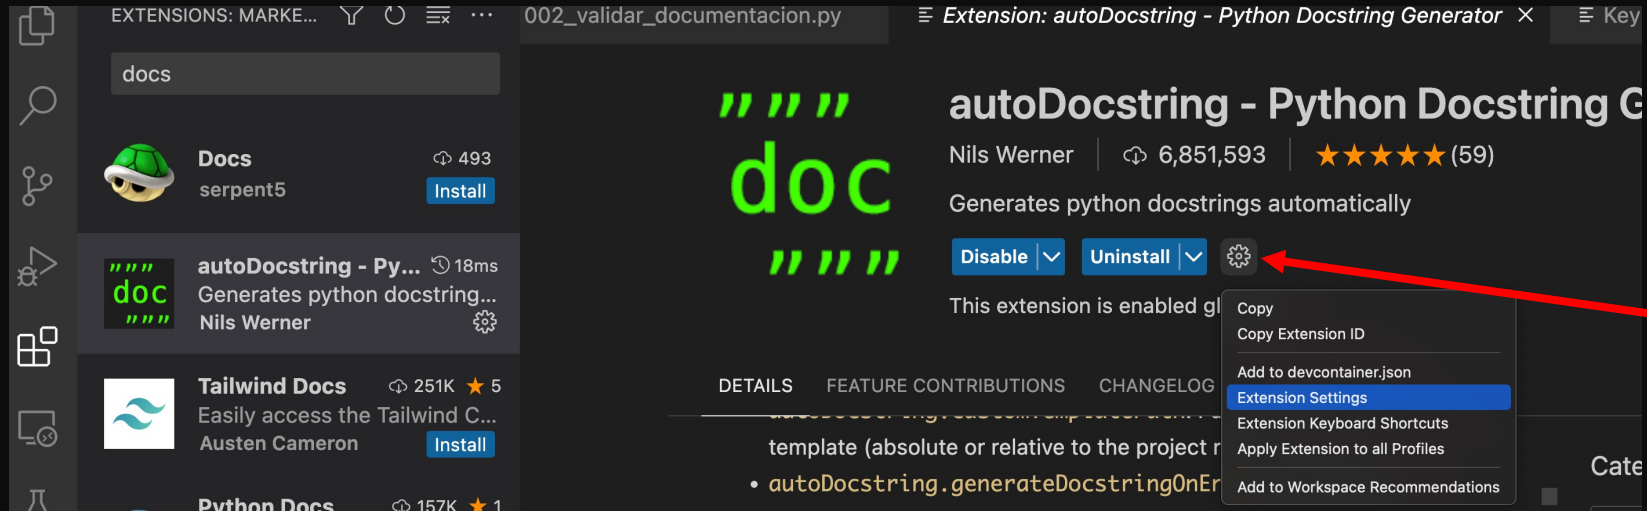 EXTENSIONS: MARKE...
docs
Docs
493
serpent5
Install
autoDocstring - Py...
18ms
Generates python docstring...
Nils Werner
Tailwind Docs
251K
5
Easily access the Tailwind C...
Austen Cameron
Install
Python Docs
157K
1
002_validar_documentacion.py
Extension: autoDocstring - Python Docstring Generator
Key
""" doc """
autoDocstring - Python Docstring G
Nils Werner
6,851,593
(59)
Generates python docstrings automatically
Disable
Uninstall
This extension is enabled gl
Copy
Copy Extension ID
Add to devcontainer.json
Extension Settings
Extension Keyboard Shortcuts
Apply Extension to all Profiles
Add to Workspace Recommendations
DETAILS
FEATURE CONTRIBUTIONS
CHANGELOG
template (absolute or relative to the project r
• autoDocstring.generateDocstringOnEr
Cate